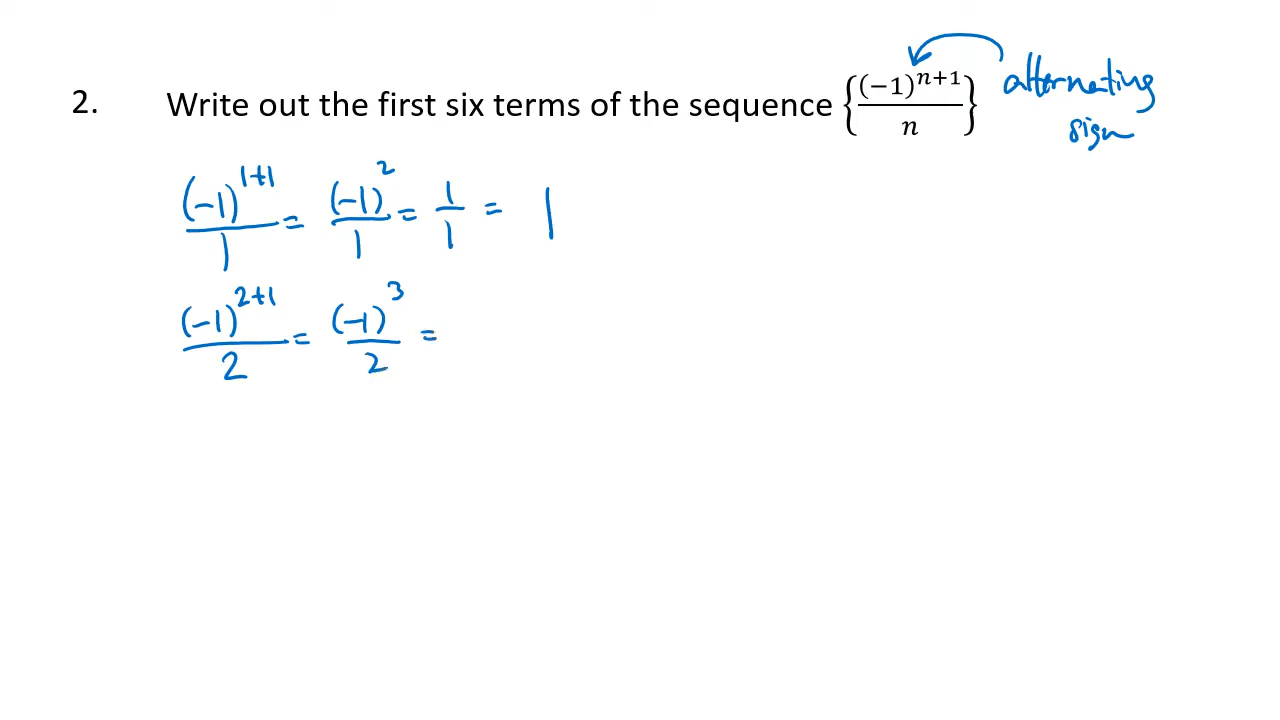 2. Write out the first six terms of the sequence {(−1)^{n+1}/n} alternating
sign
(-1)^{1+1}/1 = (-1)^2/1 = 1/1 = 1
(-1)^{2+1}/2 = (-1)^3/2 =